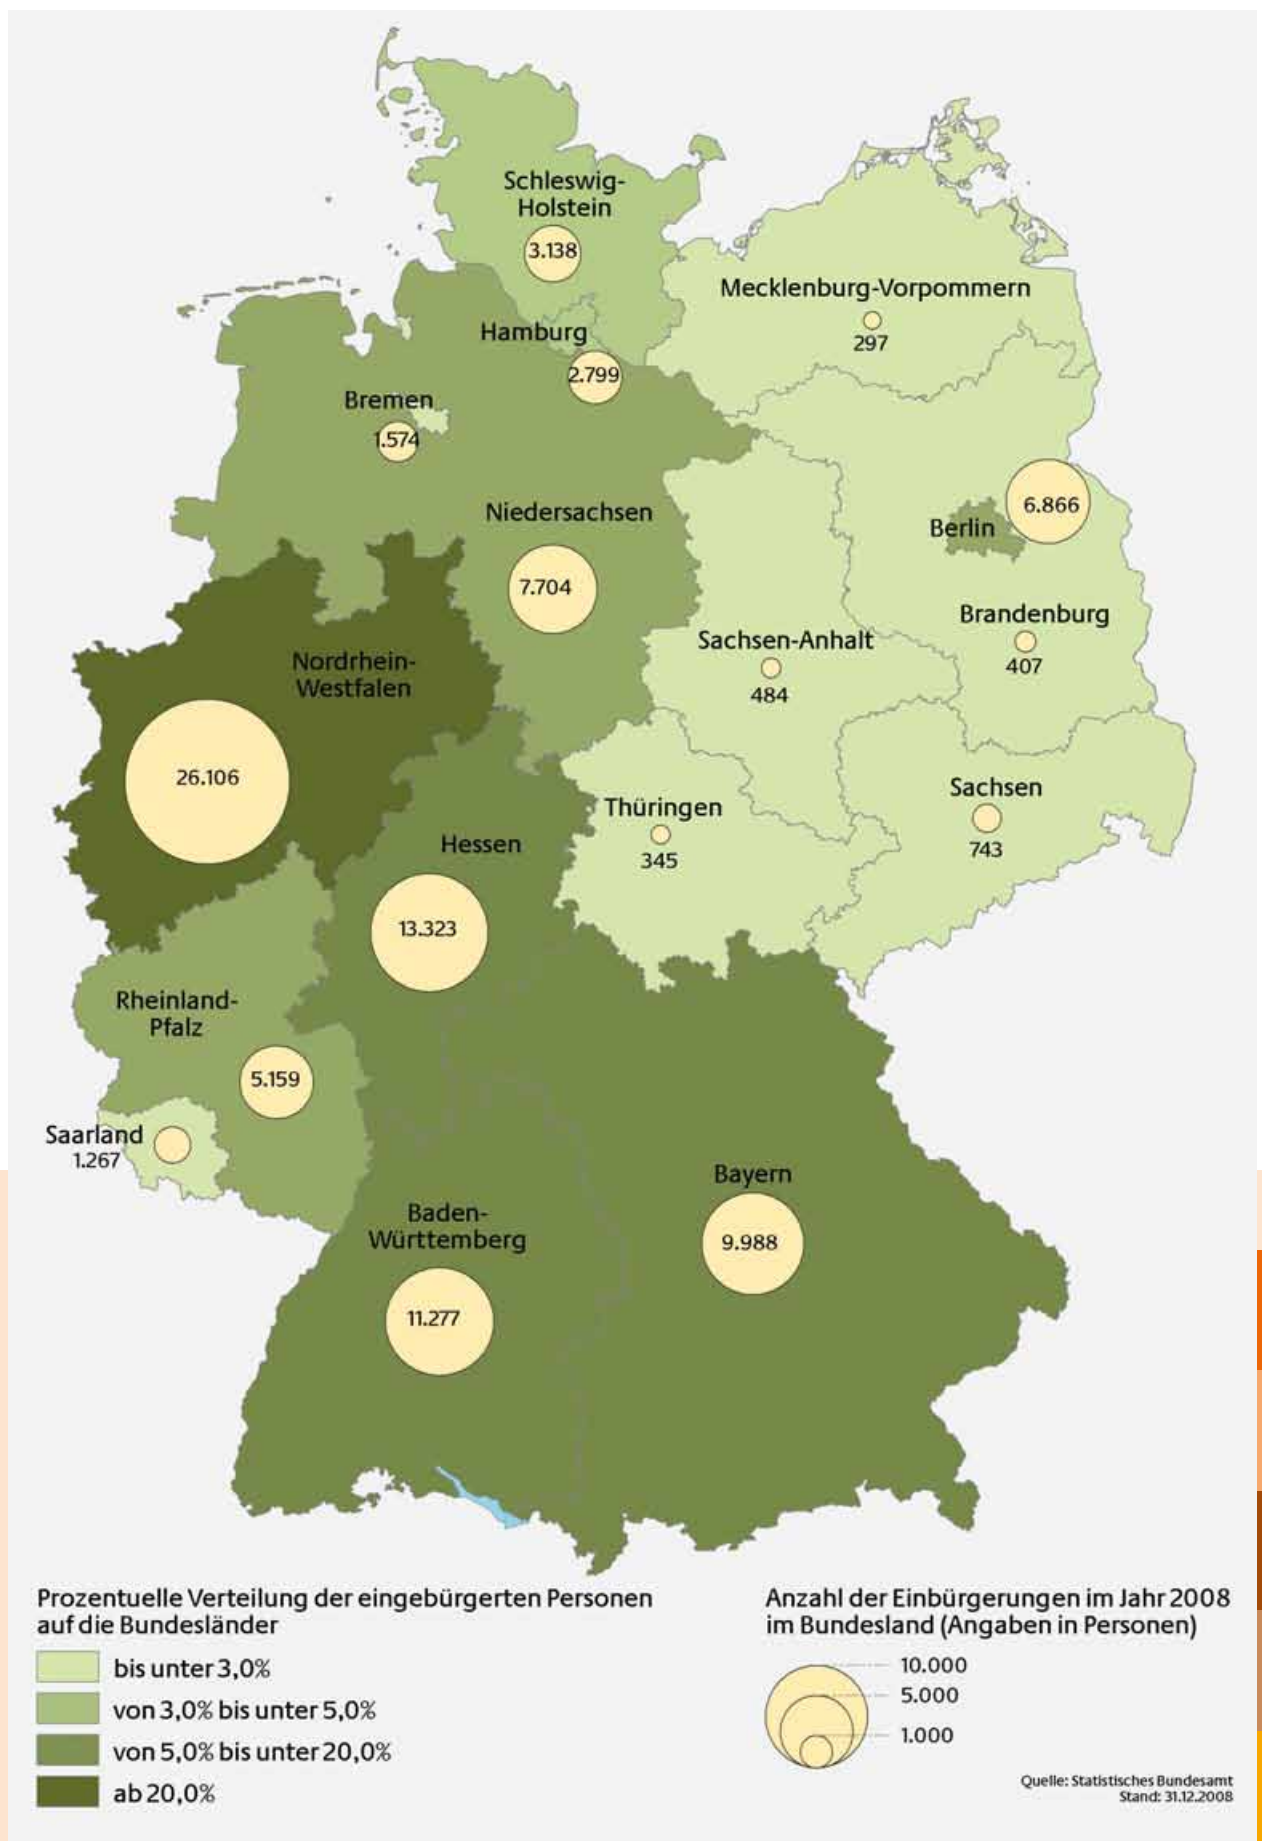 Schleswig-
Holstein
3.138
Mecklenburg-Vorpommern
297
Hamburg
2.799
Bremen
1.574
Niedersachsen
7.704
6.866
Berlin
Brandenburg
407
Sachsen-Anhalt
484
Nordrhein-
Westfalen
26.106
Sachsen
743
Thüringen
345
Hessen
13.323
Rheinland-
Pfalz
5.159
Saarland
1.267
Bayern
9.988
Baden-
Württemberg
11.277
Prozentuelle Verteilung der eingebürgerten Personen
auf die Bundesländer
bis unter 3,0%
von 3,0% bis unter 5,0%
von 5,0% bis unter 20,0%
ab 20,0%
Anzahl der Einbürgerungen im Jahr 2008
im Bundesland (Angaben in Personen)
10.000
5.000
1.000
Quelle: Statistisches Bundesamt
Stand: 31.12.2008